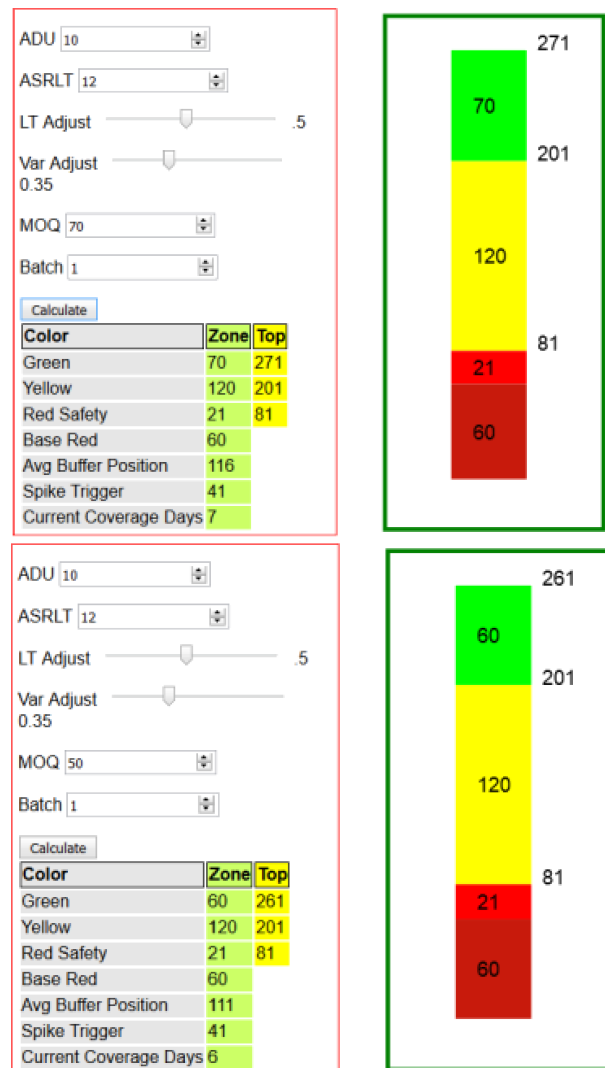 ADU 10
ASRLT 12
LT Adjust .5
Var Adjust
0.35
MOQ 70
Batch 1
Calculate
Color Zone Top
Green 70 271
Yellow 120 201
Red Safety 21 81
Base Red 60
Avg Buffer Position 116
Spike Trigger 41
Current Coverage Days 7
271
70
201
120
81
21
60
ADU 10
ASRLT 12
LT Adjust .5
Var Adjust
0.35
MOQ 50
Batch 1
Calculate
Color Zone Top
Green 60 261
Yellow 120 201
Red Safety 21 81
Base Red 60
Avg Buffer Position 111
Spike Trigger 41
Current Coverage Days 6
261
60
201
120
81
21
60